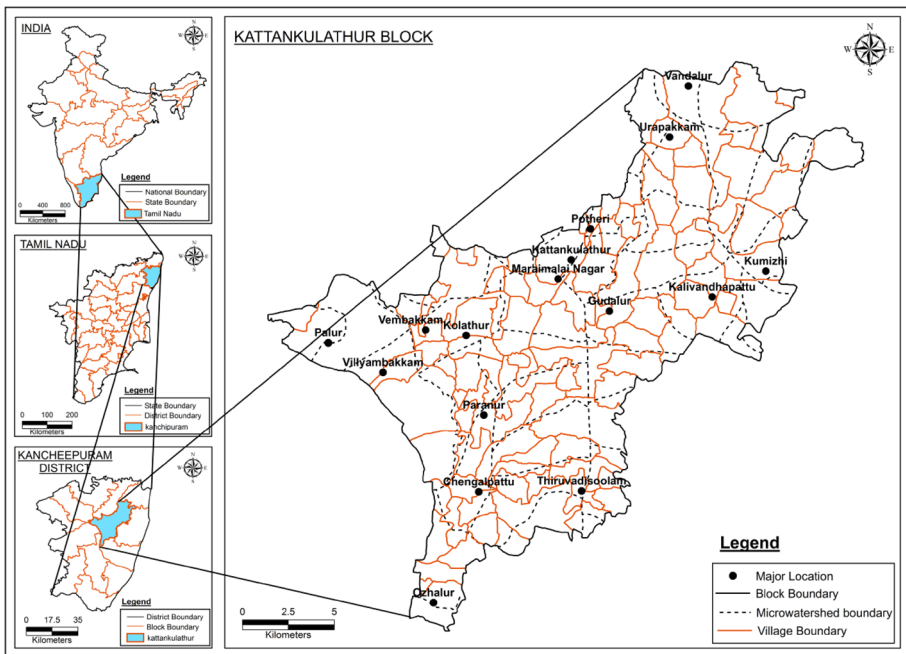 INDIA
N
W E
S
Legend
National Boundary
State Boundary
Tamil Nadu
0 400 800
Kilometers
TAMIL NADU
N
W E
S
Legend
State Boundary
District Boundary
kanchipuram
0 100 200
Kilometers
KANCHEEPURAM
DISTRICT
N
W E
S
Legend
District Boundary
Block Boundary
kattankulathur
0 17.5 35
Kilometers
KATTANKULATHUR BLOCK
N
W E
S
Vandalur
Urapakkam
Potheri
Kattankulathur
Maraimalai Nagar
Kumizhi
Kalivandhapattu
Gudalur
Vembakkam
Kolathur
Palur
Villyambakkam
Paranur
Chengalpattu
Thiruvadisoolam
Ozhalur
0 2.5 5
Kilometers
Legend
Major Location
Block Boundary
Microwatershed boundary
Village Boundary